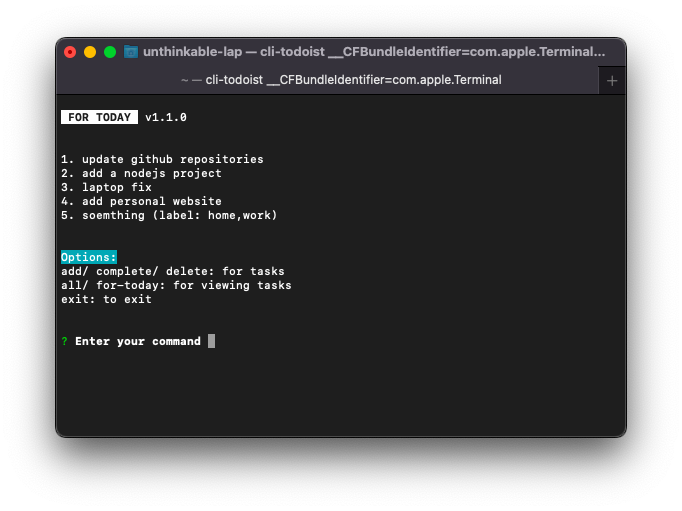 unthinkable-lap — cli-todoist __CFBundleIdentifier=com.apple.Terminal...
~ — cli-todoist __CFBundleIdentifier=com.apple.Terminal +
FOR TODAY v1.1.0
1. update github repositories
2. add a nodejs project
3. laptop fix
4. add personal website
5. soemthing (label: home,work)
Options:
add/ complete/ delete: for tasks
all/ for-today: for viewing tasks
exit: to exit
? Enter your command